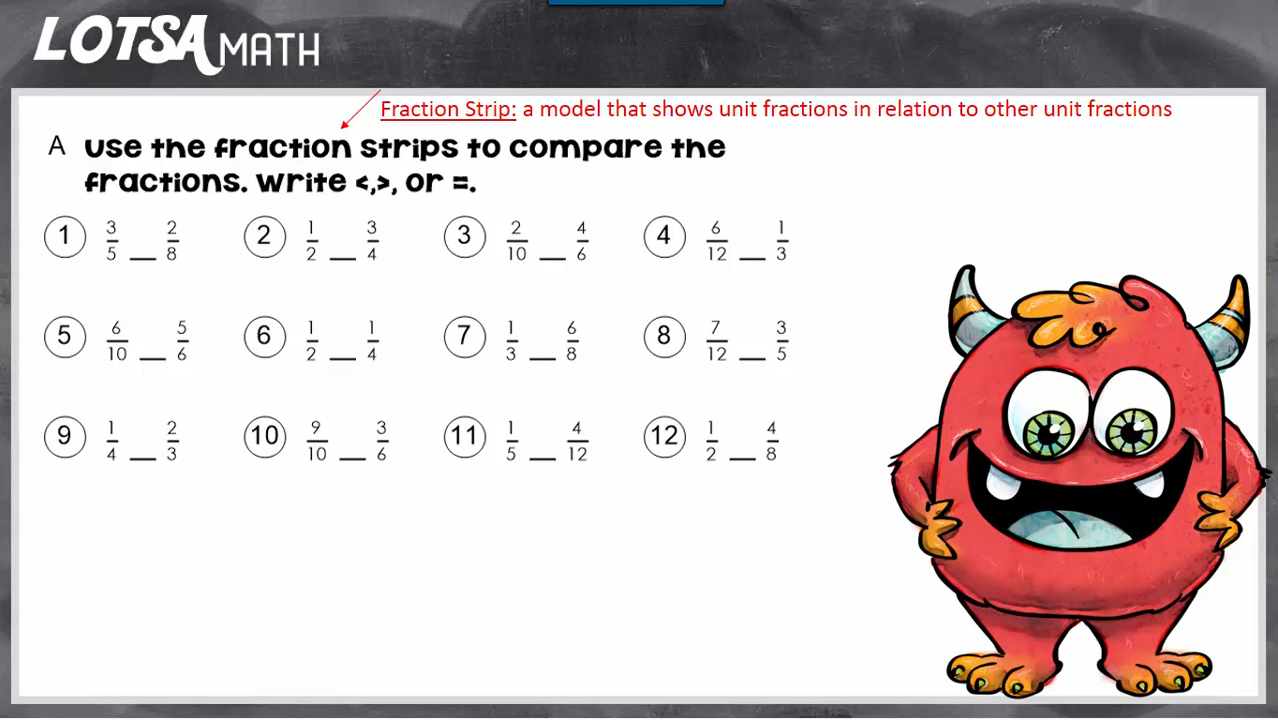 LOTSA MATH
Fraction Strip: a model that shows unit fractions in relation to other unit fractions
A Use the fraction strips to compare the
fractions. Write <,>, or =.
1 3/5 __ 2/8 2 1/2 __ 3/4 3 2/10 __ 4/6 4 6/12 __ 1/3
5 6/10 __ 5/6 6 1/2 __ 1/4 7 1/3 __ 6/8 8 7/12 __ 3/5
9 1/4 __ 2/3 10 9/10 __ 3/6 11 1/5 __ 4/12 12 1/2 __ 4/8